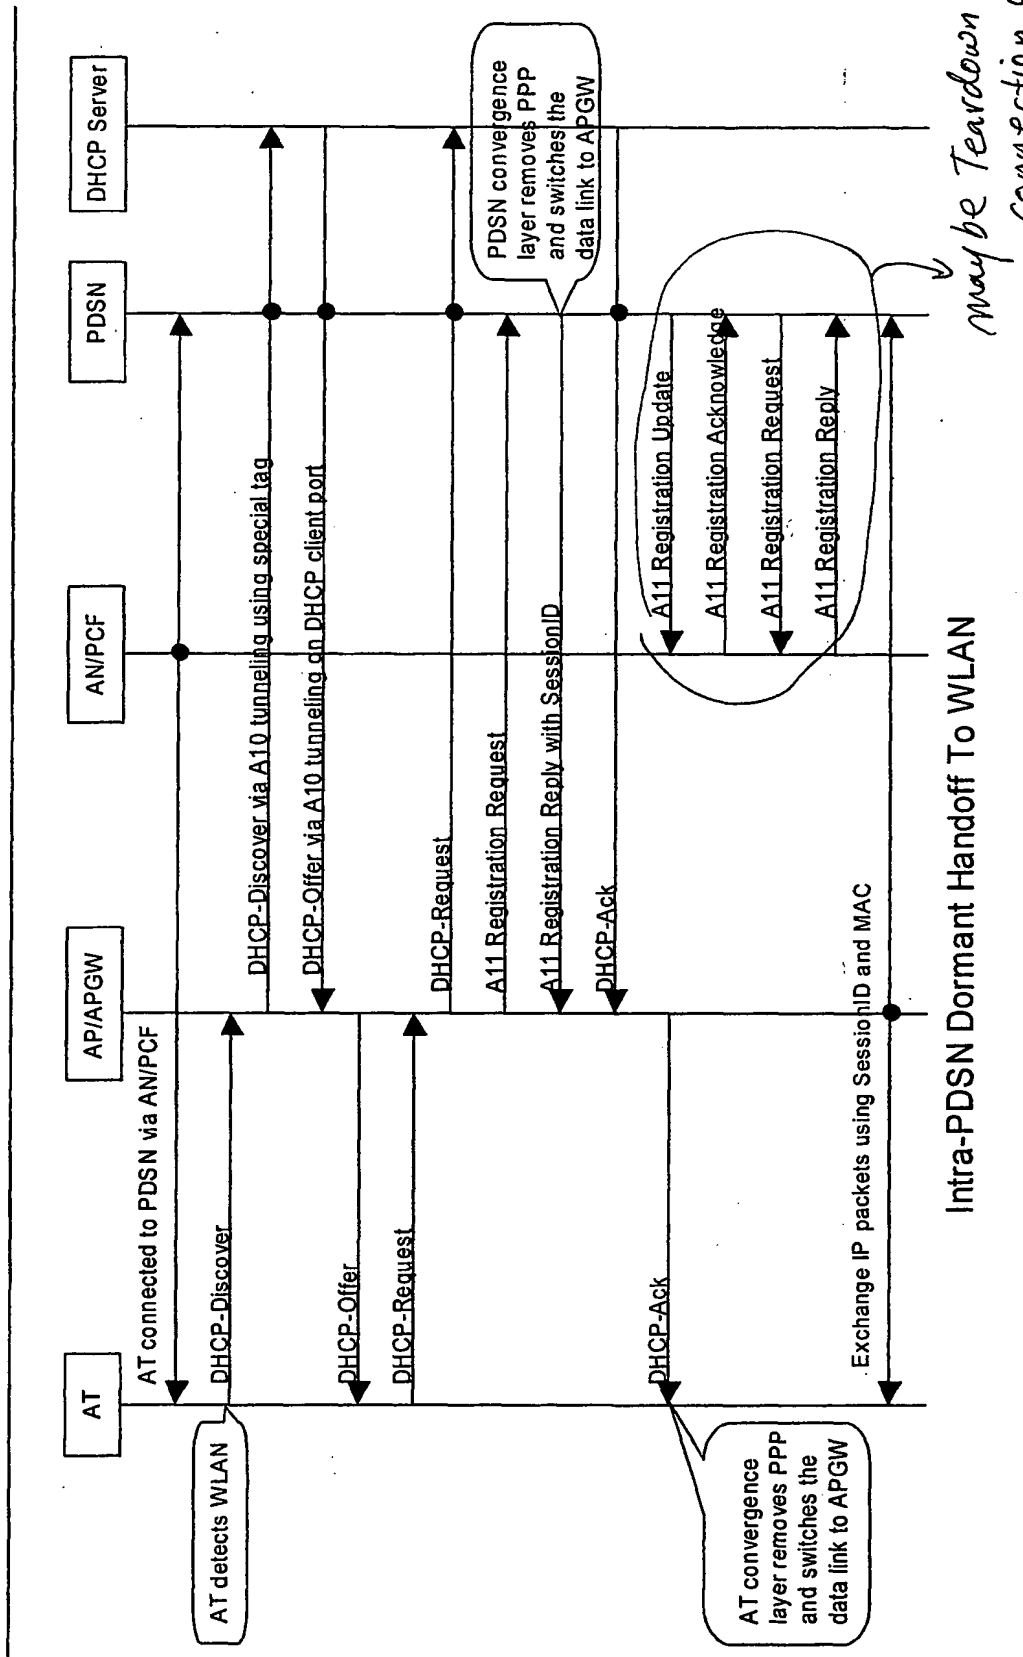 AT
AP/APGW
AN/PCF
PDSN
DHCP Server
AT connected to PDSN via AN/PCF
AT detects WLAN
DHCP-Discover
DHCP-Discover via A10 tunneling using special tag
DHCP-Offer via A10 tunneling on DHCP client port
DHCP-Offer
DHCP-Request
DHCP-Request
A11 Registration Request
PDSN convergence
layer removes PPP
and switches the
data link to APGW
A11 Registration Reply with SessionID
DHCP-Ack
DHCP-Ack
AT convergence
layer removes PPP
and switches the
data link to APGW
A11 Registration Update
A11 Registration Acknowledge
A11 Registration Request
A11 Registration Reply
Exchange IP packets using SessionID and MAC
may be Teardown
connection
Intra-PDSN Dormant Handoff To WLAN